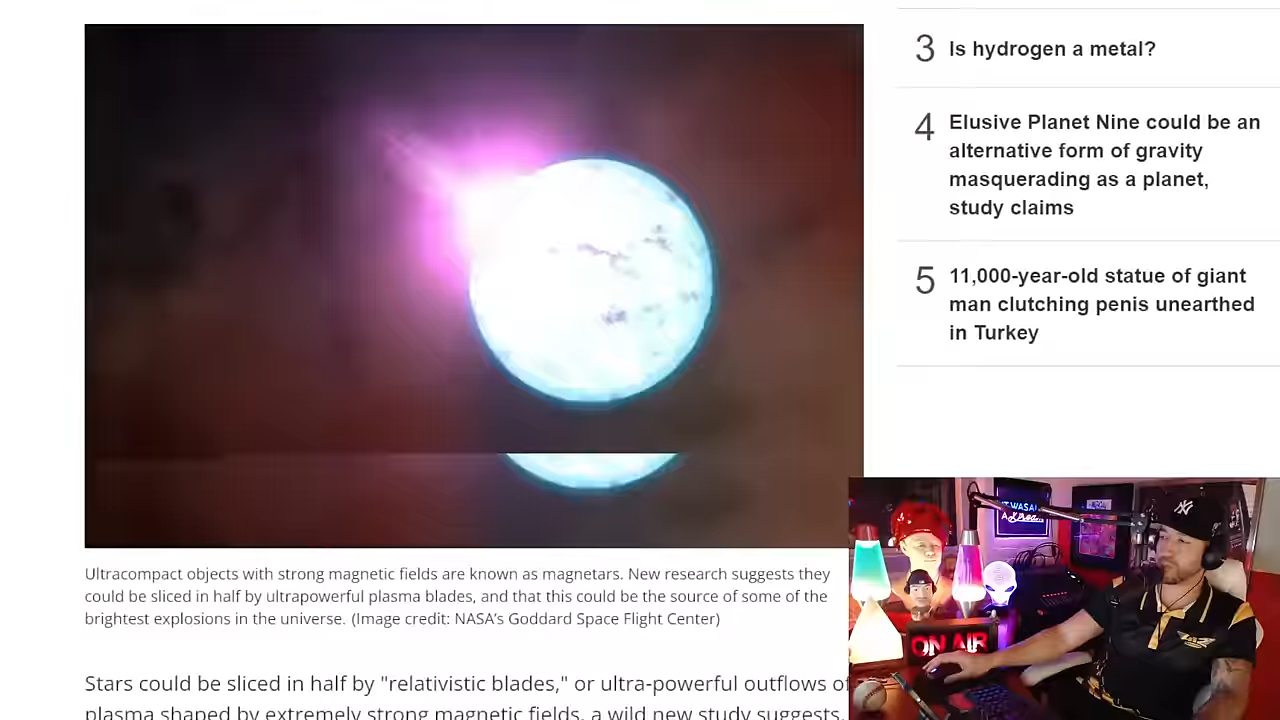 3 Is hydrogen a metal?
4 Elusive Planet Nine could be an
alternative form of gravity
masquerading as a planet,
study claims
5 11,000-year-old statue of giant
man clutching penis unearthed
in Turkey
Ultracompact objects with strong magnetic fields are known as magnetars. New research suggests they
could be sliced in half by ultrapowerful plasma blades, and that this could be the source of some of the
brightest explosions in the universe. (Image credit: NASA's Goddard Space Flight Center)
Stars could be sliced in half by "relativistic blades," or ultra-powerful outflows of
plasma shaped by extremely strong magnetic fields, a wild new study suggests.
ON AIR